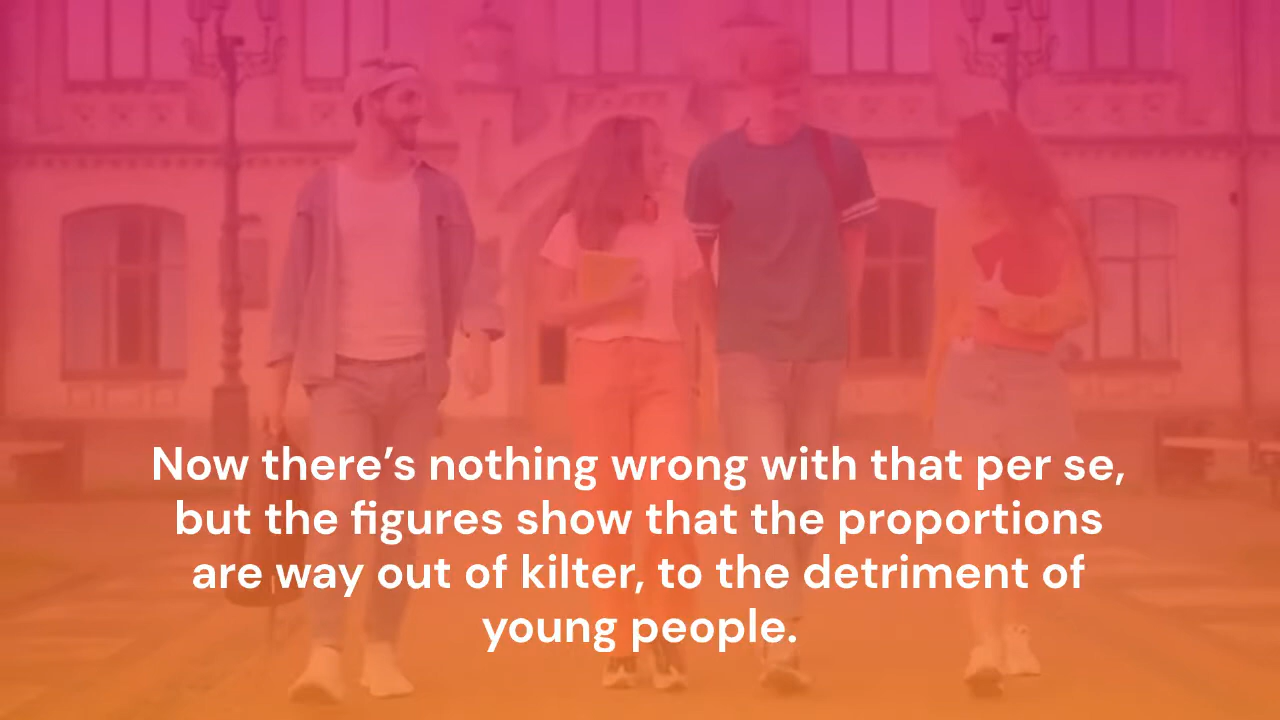 Now there’s nothing wrong with that per se,
but the figures show that the proportions
are way out of kilter, to the detriment of
young people.